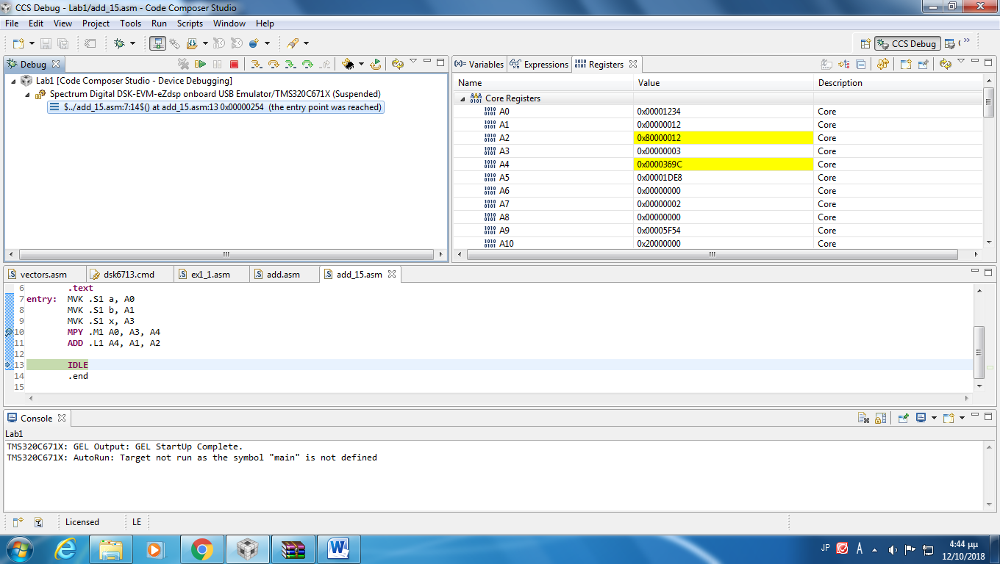 CCS Debug - Lab1/add_15.asm - Code Composer Studio
File Edit View Project Tools Run Scripts Window Help
CCS Debug
Debug
Lab1 [Code Composer Studio - Device Debugging]
Spectrum Digital DSK-EVM-eZdsp onboard USB Emulator/TMS320C671X (Suspended)
$../add_15.asm:7:14$() at add_15.asm:13 0x00000254 (the entry point was reached)
(x)= Variables Expressions Registers
Name Value Description
Core Registers
A0 0x00001234 Core
A1 0x00000012 Core
A2 0x80000012 Core
A3 0x00000003 Core
A4 0x0000369C Core
A5 0x00001DE8 Core
A6 0x00000000 Core
A7 0x00000002 Core
A8 0x00000000 Core
A9 0x00005F54 Core
A10 0x20000000 Core
vectors.asm dsk6713.cmd ex1_1.asm add.asm add_15.asm
6 .text
7 entry: MVK .S1 a, A0
8 MVK .S1 b, A1
9 MVK .S1 x, A3
10 MPY .M1 A0, A3, A4
11 ADD .L1 A4, A1, A2
12
13 IDLE
14 .end
15
Console
Lab1
TMS320C671X: GEL Output: GEL StartUp Complete.
TMS320C671X: AutoRun: Target not run as the symbol "main" is not defined
Licensed LE
JP
4:44 μμ
12/10/2018